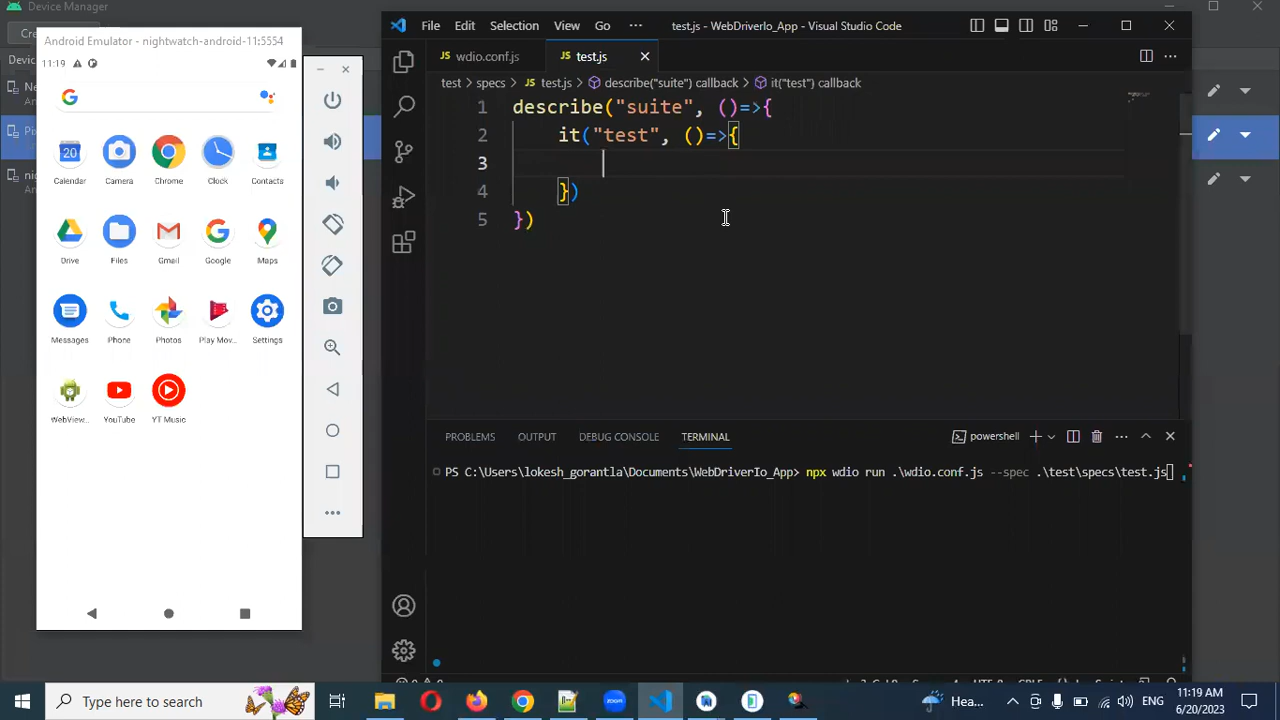 Device Manager
Android Emulator - nightwatch-android-11:5554
11:19
Calendar
Camera
Chrome
Clock
Contacts
Drive
Files
Gmail
Google
Maps
Messages
Phone
Photos
Play Mov...
Settings
WebView...
YouTube
YT Music
File
Edit
Selection
View
Go
test.js - WebDriverIo_App - Visual Studio Code
wdio.conf.js
test.js
test > specs > test.js > describe("suite") callback > it("test") callback
1 describe("suite", ()=>{
2 it("test", ()=>{
3
4 })
5 })
PROBLEMS
OUTPUT
DEBUG CONSOLE
TERMINAL
powershell
PS C:\Users\lokesh_gorantla\Documents\WebDriverIo_App> npx wdio run .\wdio.conf.js --spec .\test\specs\test.js
Type here to search
Hea...
ENG
11:19 AM
6/20/2023